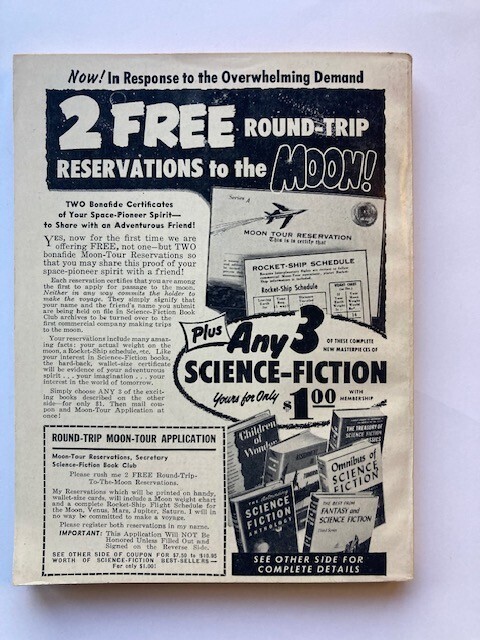 Now! In Response to the Overwhelming Demand
2 FREE ROUND-TRIP
RESERVATIONS to the MOON!
TWO Bonafide Certificates
of Your Space-Pioneer Spirit—
to Share with an Adventurous Friend!
YES, now for the first time we are
offering FREE, not one—but TWO
bonafide Moon-Tour Reservations so
that you may share this proof of your
space-pioneer spirit with a friend!
Each reservation certifies that you are among
the first to apply for passage to the moon.
Neither in any way commits the holder to
make the voyage. They simply signify that
your name and the friend's name you submit
are being held on file in Science-Fiction Book
Club archives to be turned over to the
first commercial company making trips
to the moon.
Your reservations include many amaz-
ing facts: your actual weight on the
moon, a Rocket-Ship schedule, etc. Like
your interest in Science-Fiction books,
the hard-back, wallet-size certificate
will be evidence of your adventurous
spirit . . . your imagination . . . your
interest in the world of tomorrow.
Simply choose ANY 3 of the excit-
ing books described on the other
side—for only $1. Then mail cou-
pon and Moon-Tour Application at
once!
Series A
MOON TOUR RESERVATION
This is to certify that
ROCKET-SHIP SCHEDULE
Rocket-Ship Schedule
Plus Any 3
OF THESE COMPLETE
NEW MASTERPIECES OF
SCIENCE-FICTION
Yours for Only $1.00 WITH
MEMBERSHIP
Children
of
Wonder
THE TREASURY OF
SCIENCE FICTION
CLASSICS
Omnibus of
SCIENCE
FICTION
SCIENCE
FICTION
ANTHOLOGY
THE BEST FROM
FANTASY and
SCIENCE FICTION
SEE OTHER SIDE FOR
COMPLETE DETAILS
ROUND-TRIP MOON-TOUR APPLICATION
Moon-Tour Reservations, Secretary
Science-Fiction Book Club
Please rush me 2 FREE Round-Trip-
To-The-Moon Reservations.
My Reservations which will be printed on handy,
wallet-size cards, will include a Moon weight chart
and a complete Rocket-Ship Flight Schedule for
the Moon, Venus, Mars, Jupiter, Saturn. I will in
no way be committed to make a voyage.
Please register both reservations in my name.
IMPORTANT: This Application Will NOT Be
Honored Unless Filled Out and
Signed on the Reverse Side.
SEE OTHER SIDE OF COUPON FOR
WORTH OF SCIENCE-FICTION BEST-SELLERS—
For only $1.00!